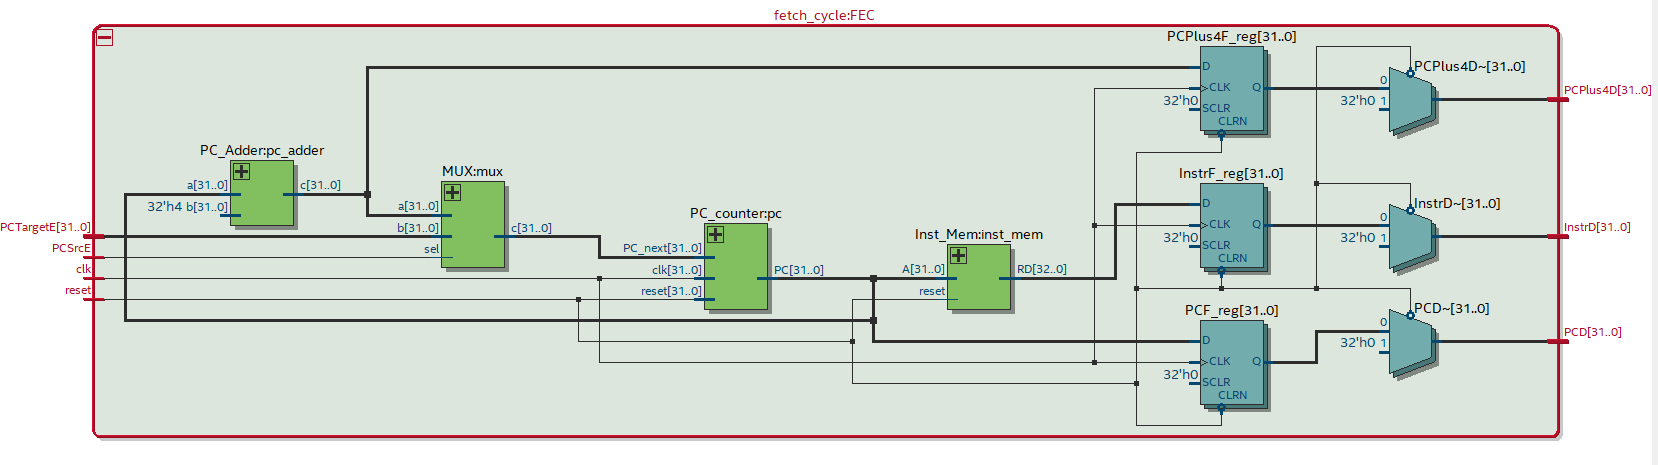 fetch_cycle:FEC
PCPlus4F_reg[31..0]
D
CLK
Q
32'h0
SCLR
CLRN
PCPlus4D~[31..0]
0
32'h0 1
PCPlus4D[31..0]
PC_Adder:pc_adder
a[31..0]
c[31..0]
32'h4 b[31..0]
MUX:mux
a[31..0]
b[31..0]
c[31..0]
sel
PCTargetE[31..0]
PCSrcE
clk
reset
PC_counter:pc
PC_next[31..0]
clk[31..0]
PC[31..0]
reset[31..0]
Inst_Mem:inst_mem
A[31..0]
RD[32..0]
reset
InstrF_reg[31..0]
D
CLK
Q
32'h0
SCLR
CLRN
InstrD~[31..0]
0
32'h0 1
InstrD[31..0]
PCF_reg[31..0]
D
CLK
Q
32'h0
SCLR
CLRN
PCD~[31..0]
0
32'h0 1
PCD[31..0]